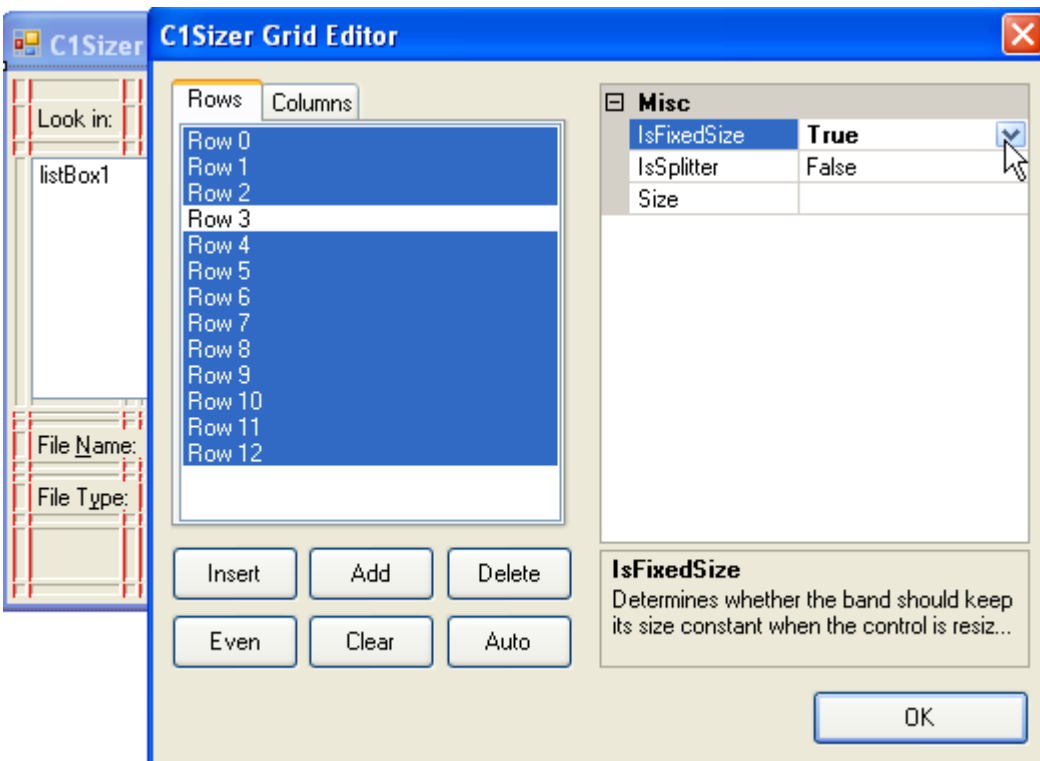 C1Sizer
C1Sizer Grid Editor
Look in:
listBox1
File Name:
File Type:
Rows Columns
Row 0
Row 1
Row 2
Row 3
Row 4
Row 5
Row 6
Row 7
Row 8
Row 9
Row 10
Row 11
Row 12
Insert Add Delete
Even Clear Auto
Misc
IsFixedSize True
IsSplitter False
Size
IsFixedSize
Determines whether the band should keep
its size constant when the control is resiz...
OK